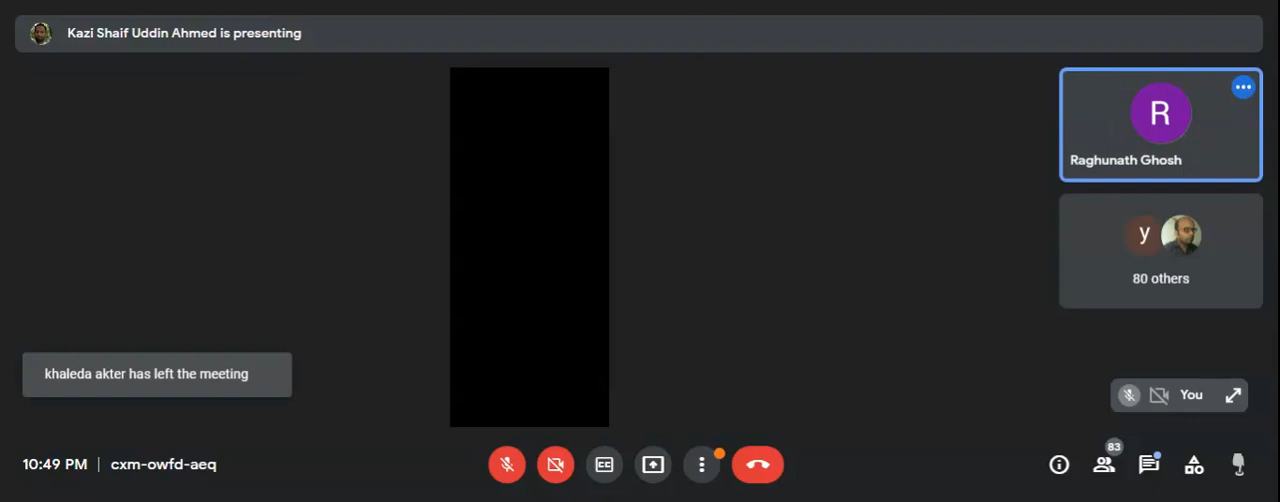 Kazi Shaif Uddin Ahmed is presenting
R
Raghunath Ghosh
y
80 others
khaleda akter has left the meeting
You
10:49 PM | cxm-owfd-aeq
CC
83